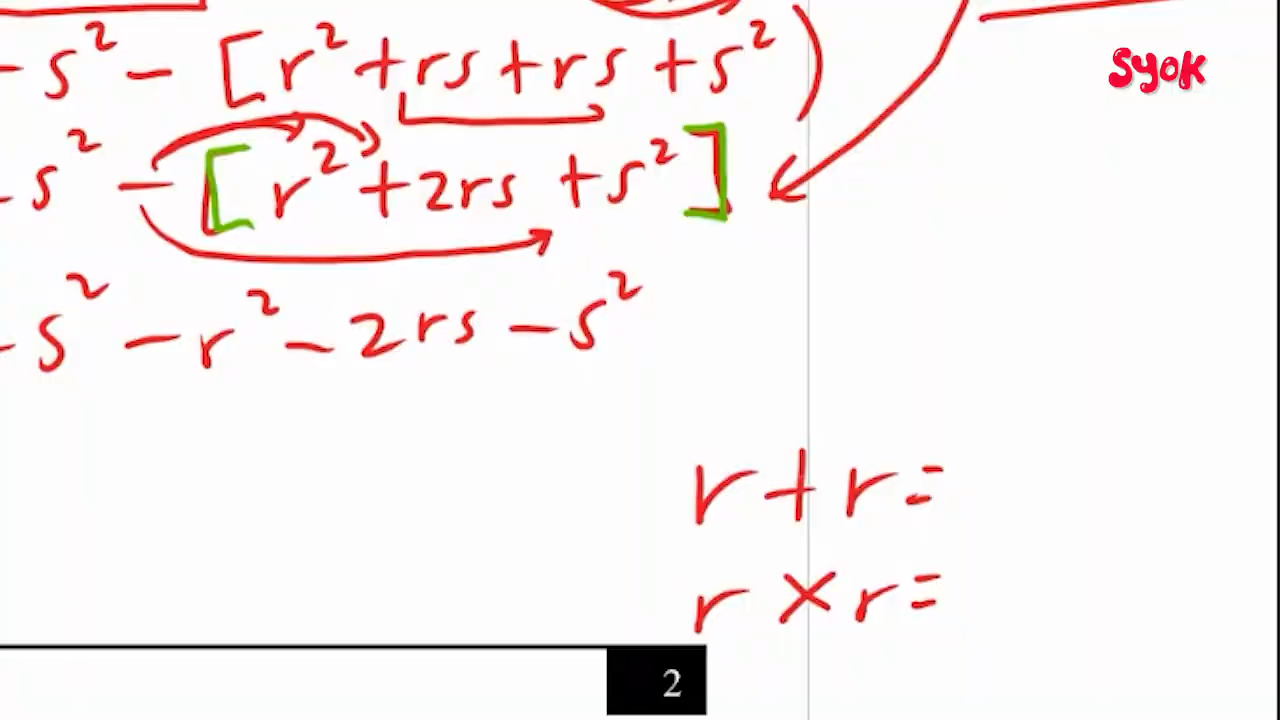 - s² - [r² + rs + rs + s²)
- s² - [r² + 2rs + s²]
- s² - r² - 2rs - s²
r + r =
r × r =
2
Syok